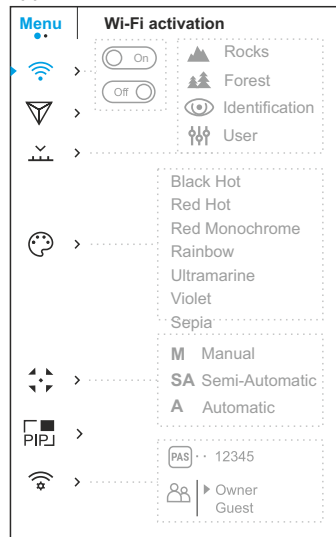 Menu Wi-Fi activation
On Rocks
Forest
Off Identification
User
Black Hot
Red Hot
Red Monochrome
Rainbow
Ultramarine
Violet
Sepia
M Manual
SA Semi-Automatic
A Automatic
PIP
PAS 12345
Owner
Guest